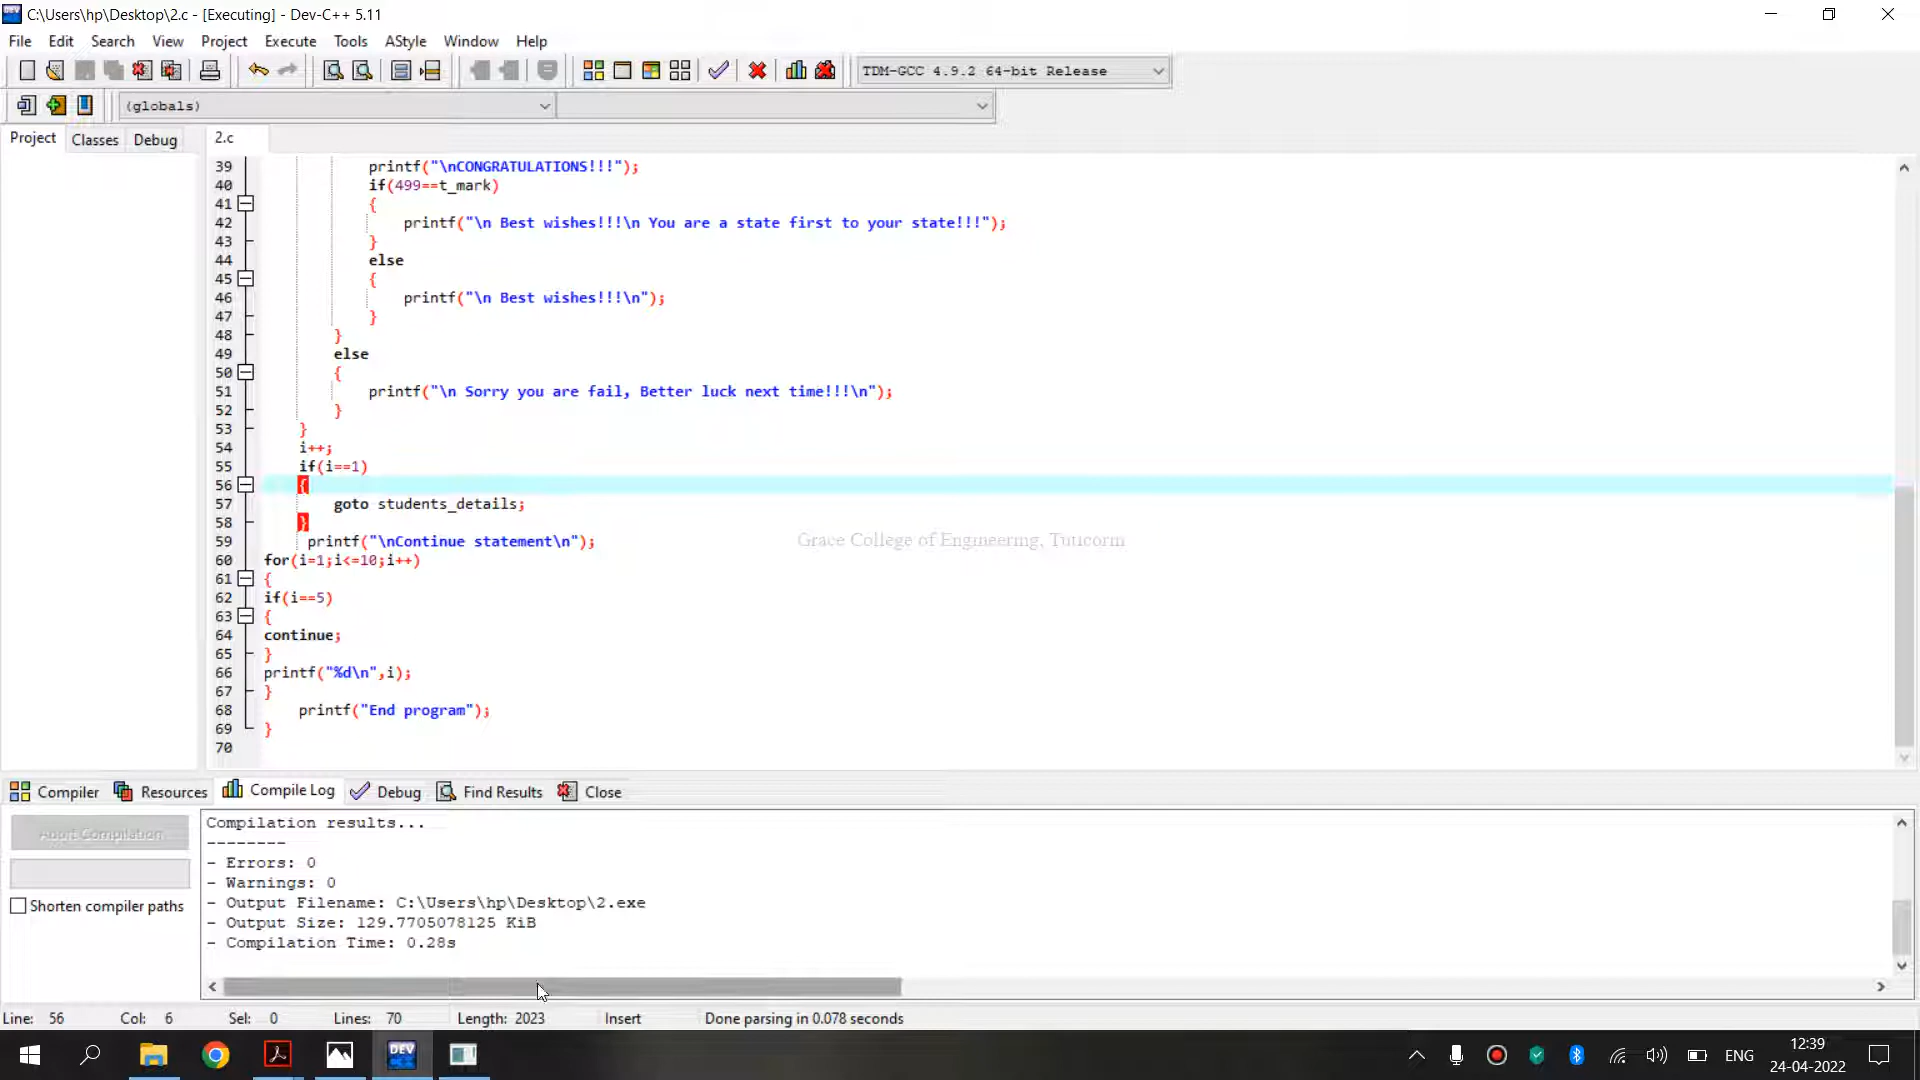 C:\Users\hp\Desktop\2.c - [Executing] - Dev-C++ 5.11
File Edit Search View Project Execute Tools AStyle Window Help
TDM-GCC 4.9.2 64-bit Release
(globals)
Project Classes Debug 2.c
39 printf("\nCONGRATULATIONS!!!");
40 if(499==t_mark)
41 {
42 printf("\n Best wishes!!!\n You are a state first to your state!!!");
43 }
44 else
45 {
46 printf("\n Best wishes!!!\n");
47 }
48 }
49 else
50 {
51 printf("\n Sorry you are fail, Better luck next time!!!\n");
52 }
53 }
54 i++;
55 if(i==1)
56 {
57 goto students_details;
58 }
59 printf("\nContinue statement\n");
60 for(i=1;i<=10;i++)
61 {
62 if(i==5)
63 {
64 continue;
65 }
66 printf("%d\n",i);
67 }
68 printf("End program");
69 }
70
Grace College of Engineering, Tuticorin
Compiler Resources Compile Log Debug Find Results Close
Abort Compilation
Shorten compiler paths
Compilation results...
--------
- Errors: 0
- Warnings: 0
- Output Filename: C:\Users\hp\Desktop\2.exe
- Output Size: 129.7705078125 KiB
- Compilation Time: 0.28s
Line: 56 Col: 6 Sel: 0 Lines: 70 Length: 2023 Insert Done parsing in 0.078 seconds
DEV
ENG
12:39
24-04-2022